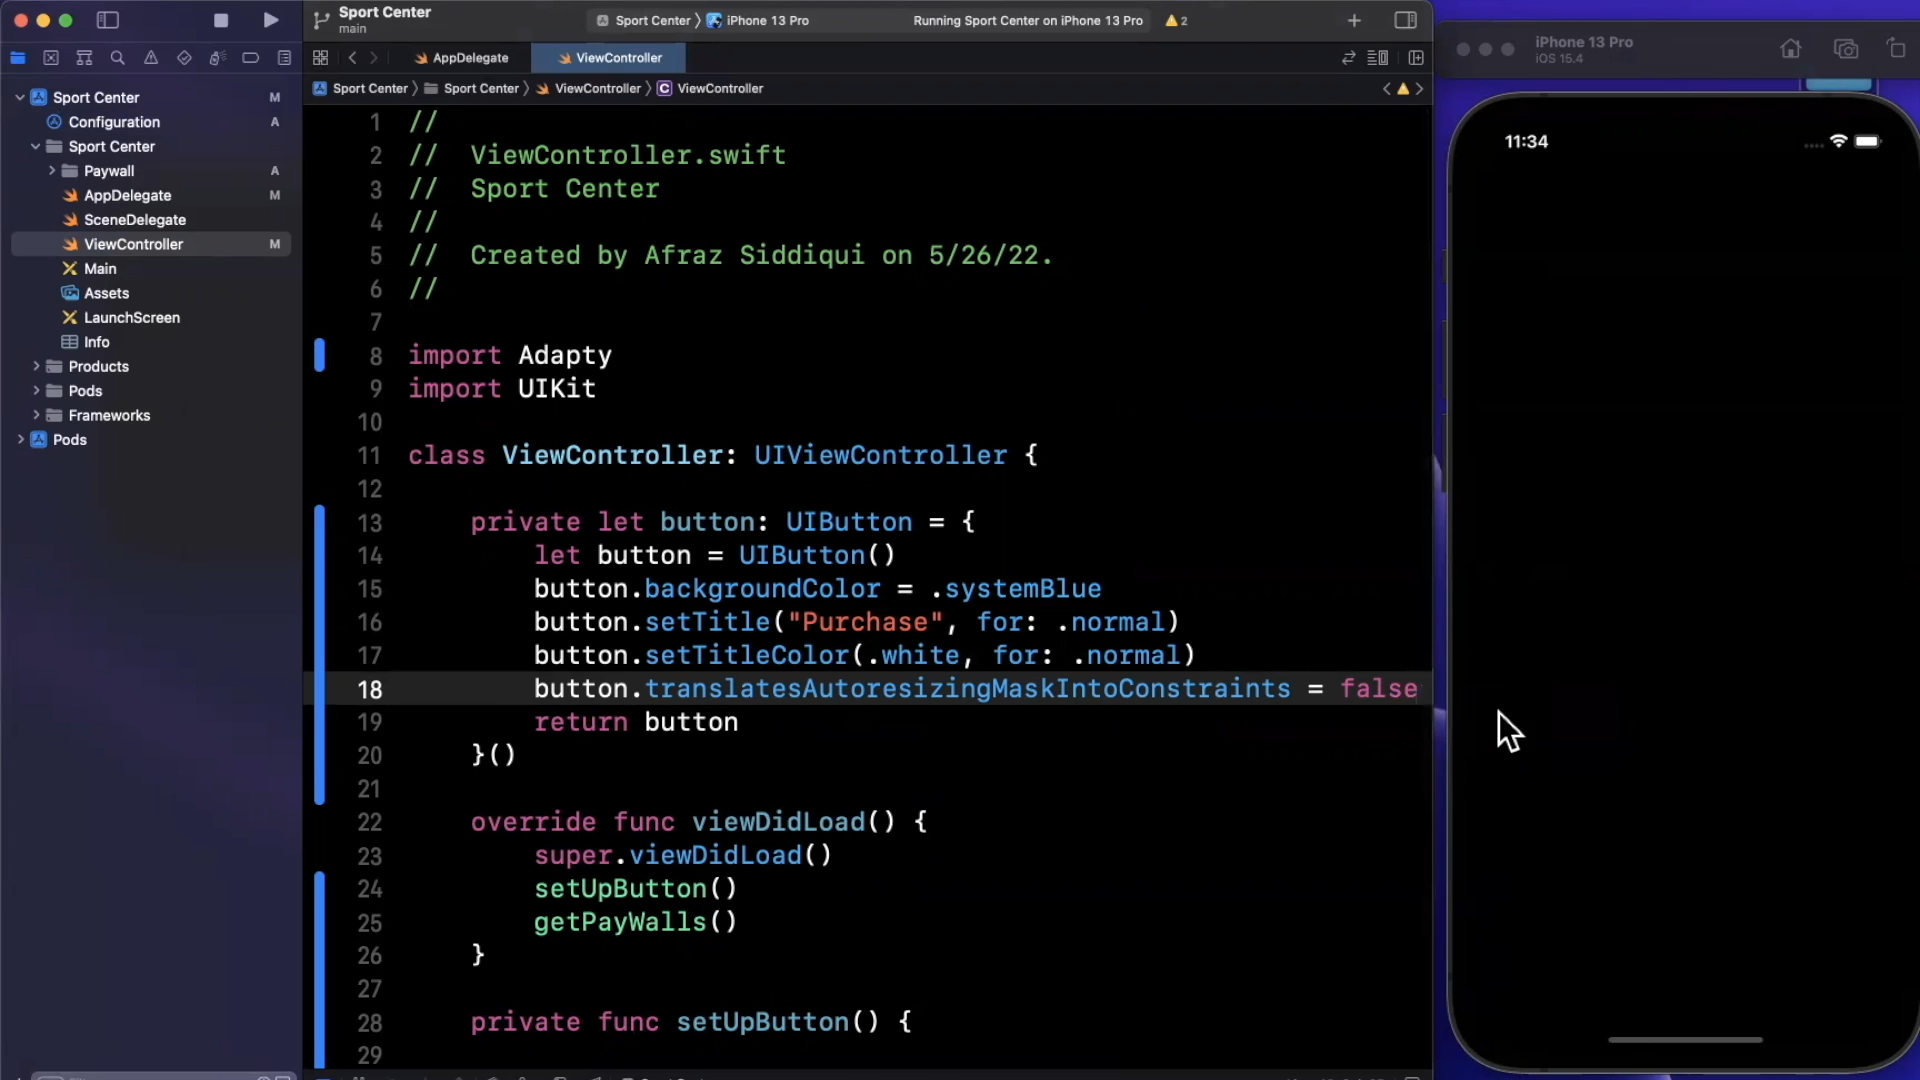 Sport Center
main
Sport Center
iPhone 13 Pro
Running Sport Center on iPhone 13 Pro
2
AppDelegate
ViewController
Sport Center
Sport Center
ViewController
C
ViewController
Sport Center M
Configuration A
Sport Center
Paywall A
AppDelegate M
SceneDelegate
ViewController M
Main
Assets
LaunchScreen
Info
Products
Pods
Frameworks
Pods
1 //
2 //  ViewController.swift
3 //  Sport Center
4 //
5 //  Created by Afraz Siddiqui on 5/26/22.
6 //
7
8 import Adapty
9 import UIKit
10
11 class ViewController: UIViewController {
12
13     private let button: UIButton = {
14         let button = UIButton()
15         button.backgroundColor = .systemBlue
16         button.setTitle("Purchase", for: .normal)
17         button.setTitleColor(.white, for: .normal)
18         button.translatesAutoresizingMaskIntoConstraints = false
19         return button
20     }()
21
22     override func viewDidLoad() {
23         super.viewDidLoad()
24         setUpButton()
25         getPayWalls()
26     }
27
28     private func setUpButton() {
29
iPhone 13 Pro
iOS 15.4
11:34